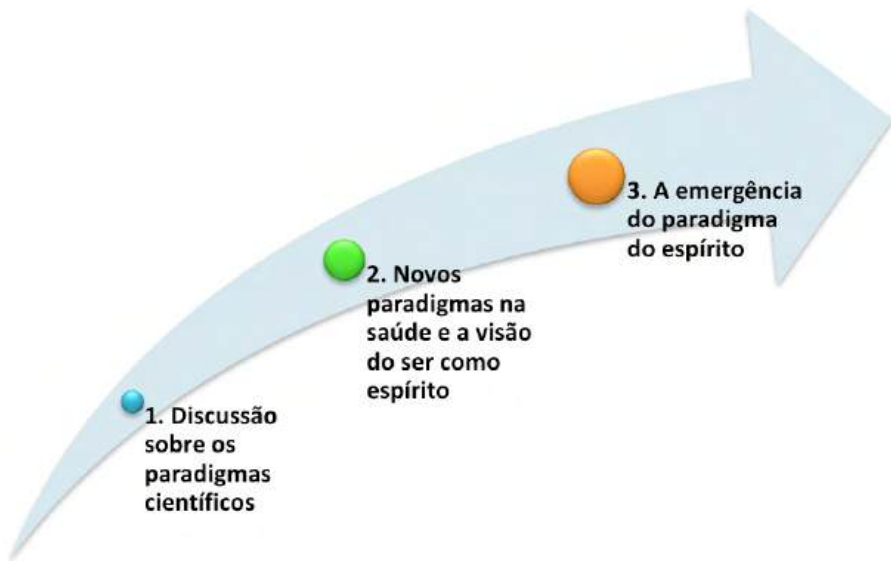 3. A emergência
do paradigma
do espírito
2. Novos
paradigmas na
saúde e a visão
do ser como
espírito
1. Discussão
sobre os
paradigmas
científicos